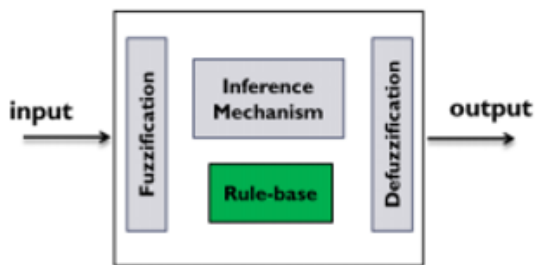 input
Fuzzification
Inference
Mechanism
Rule-base
Defuzzification
output